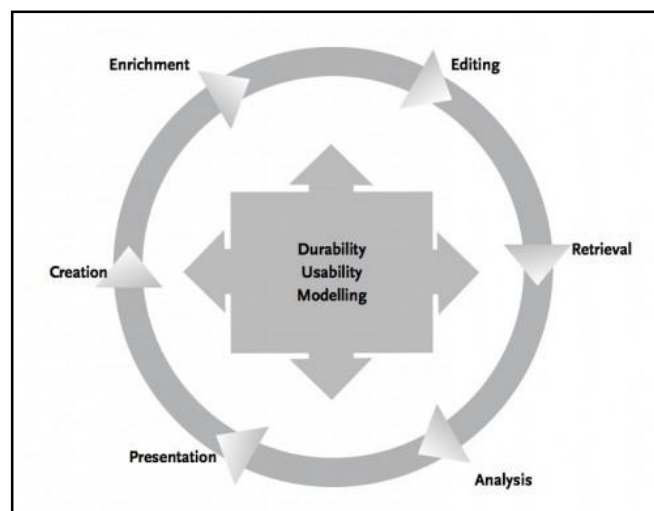 Enrichment
Editing
Durability
Usability
Modelling
Creation
Retrieval
Presentation
Analysis